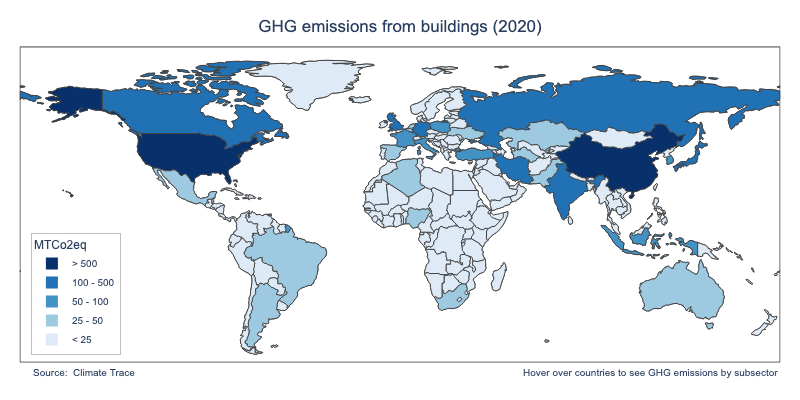 GHG emissions from buildings (2020)
MTCo2eq
> 500
100 - 500
50 - 100
25 - 50
< 25
Source: Climate Trace
Hover over countries to see GHG emissions by subsector